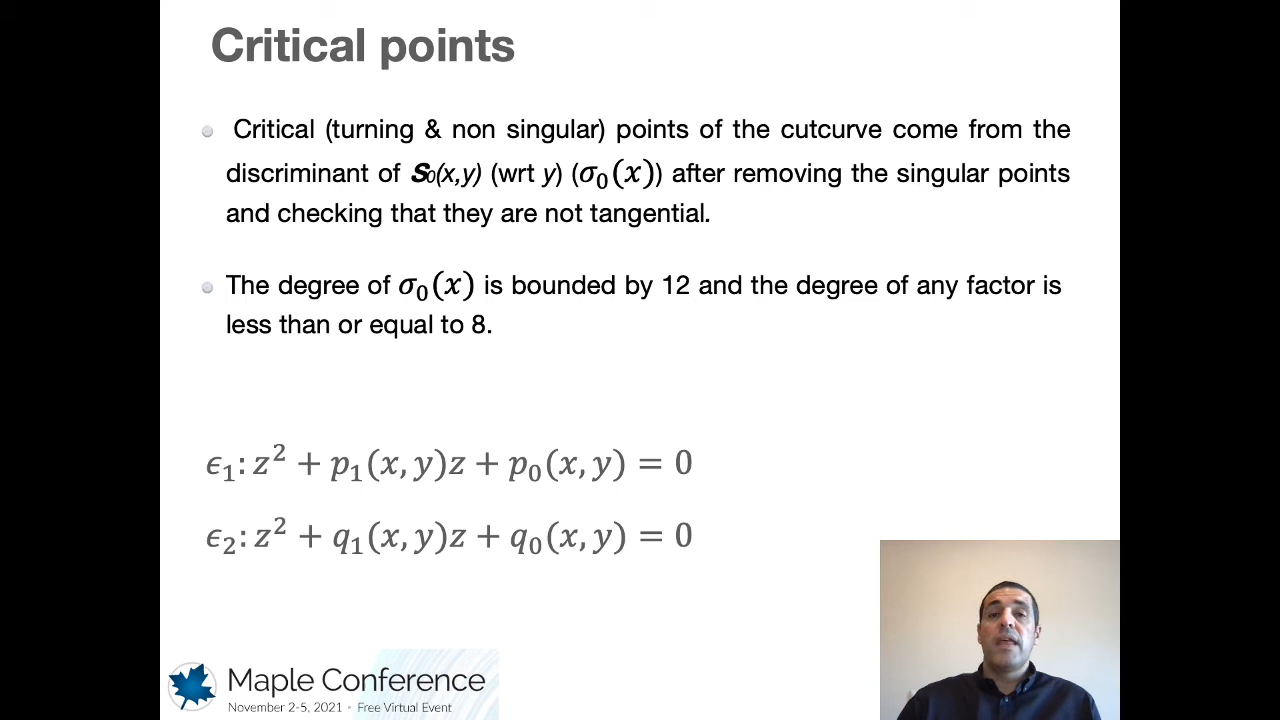 Critical points
Critical (turning & non singular) points of the cutcurve come from the
discriminant of S₀(x,y) (wrt y) (σ₀(x)) after removing the singular points
and checking that they are not tangential.
The degree of σ₀(x) is bounded by 12 and the degree of any factor is
less than or equal to 8.
ϵ₁: z² + p₁(x, y)z + p₀(x, y) = 0
ϵ₂: z² + q₁(x, y)z + q₀(x, y) = 0
Maple Conference
November 2-5, 2021 • Free Virtual Event